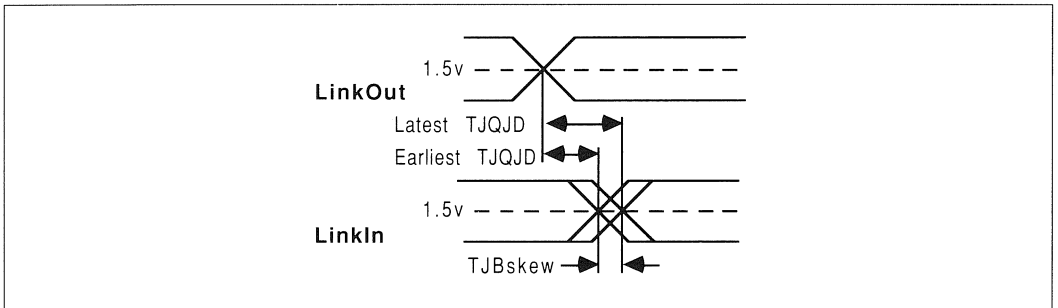 1.5v
LinkOut
Latest TJQJD
Earliest TJQJD
1.5v
LinkIn
TJBskew